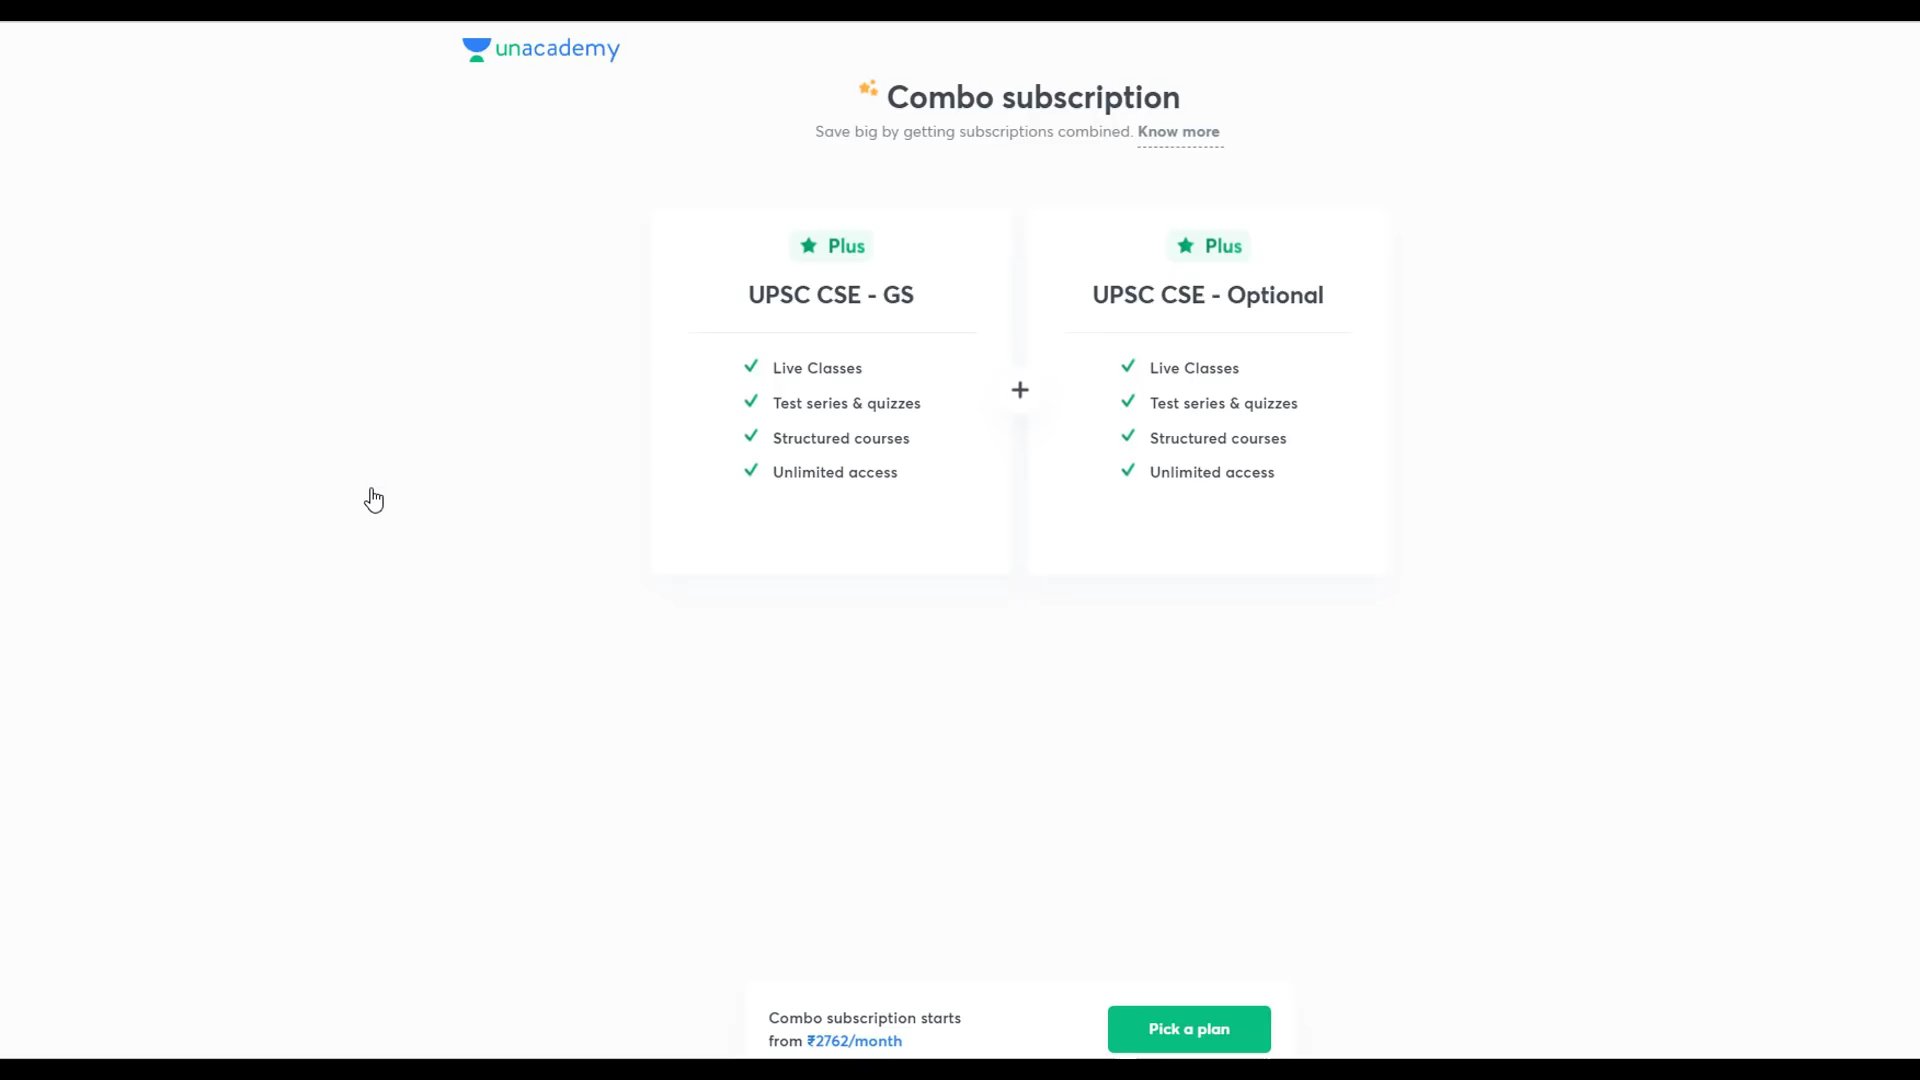 unacademy
Combo subscription
Save big by getting subscriptions combined. Know more
Plus
UPSC CSE - GS
Live Classes
Test series & quizzes
Structured courses
Unlimited access
+
Plus
UPSC CSE - Optional
Live Classes
Test series & quizzes
Structured courses
Unlimited access
Combo subscription starts
from ₹2762/month
Pick a plan